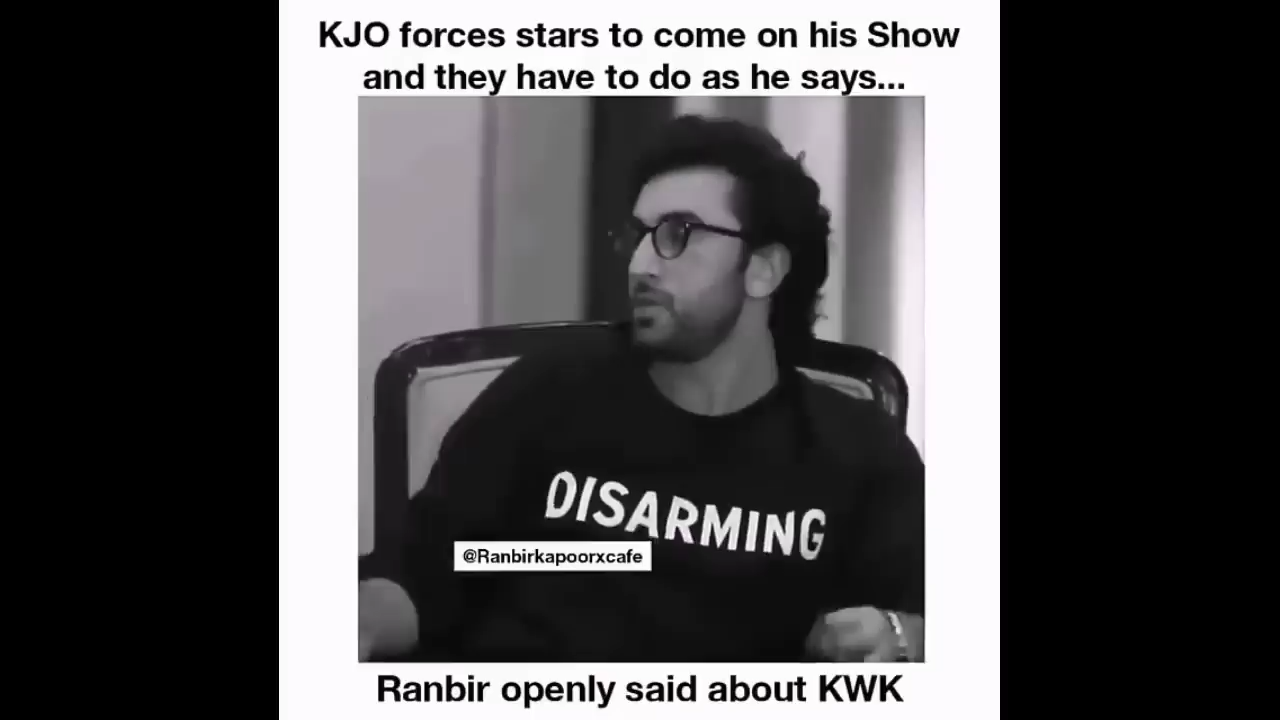 KJO forces stars to come on his Show
and they have to do as he says...
DISARMING
@Ranbirkapoorxcafe
Ranbir openly said about KWK